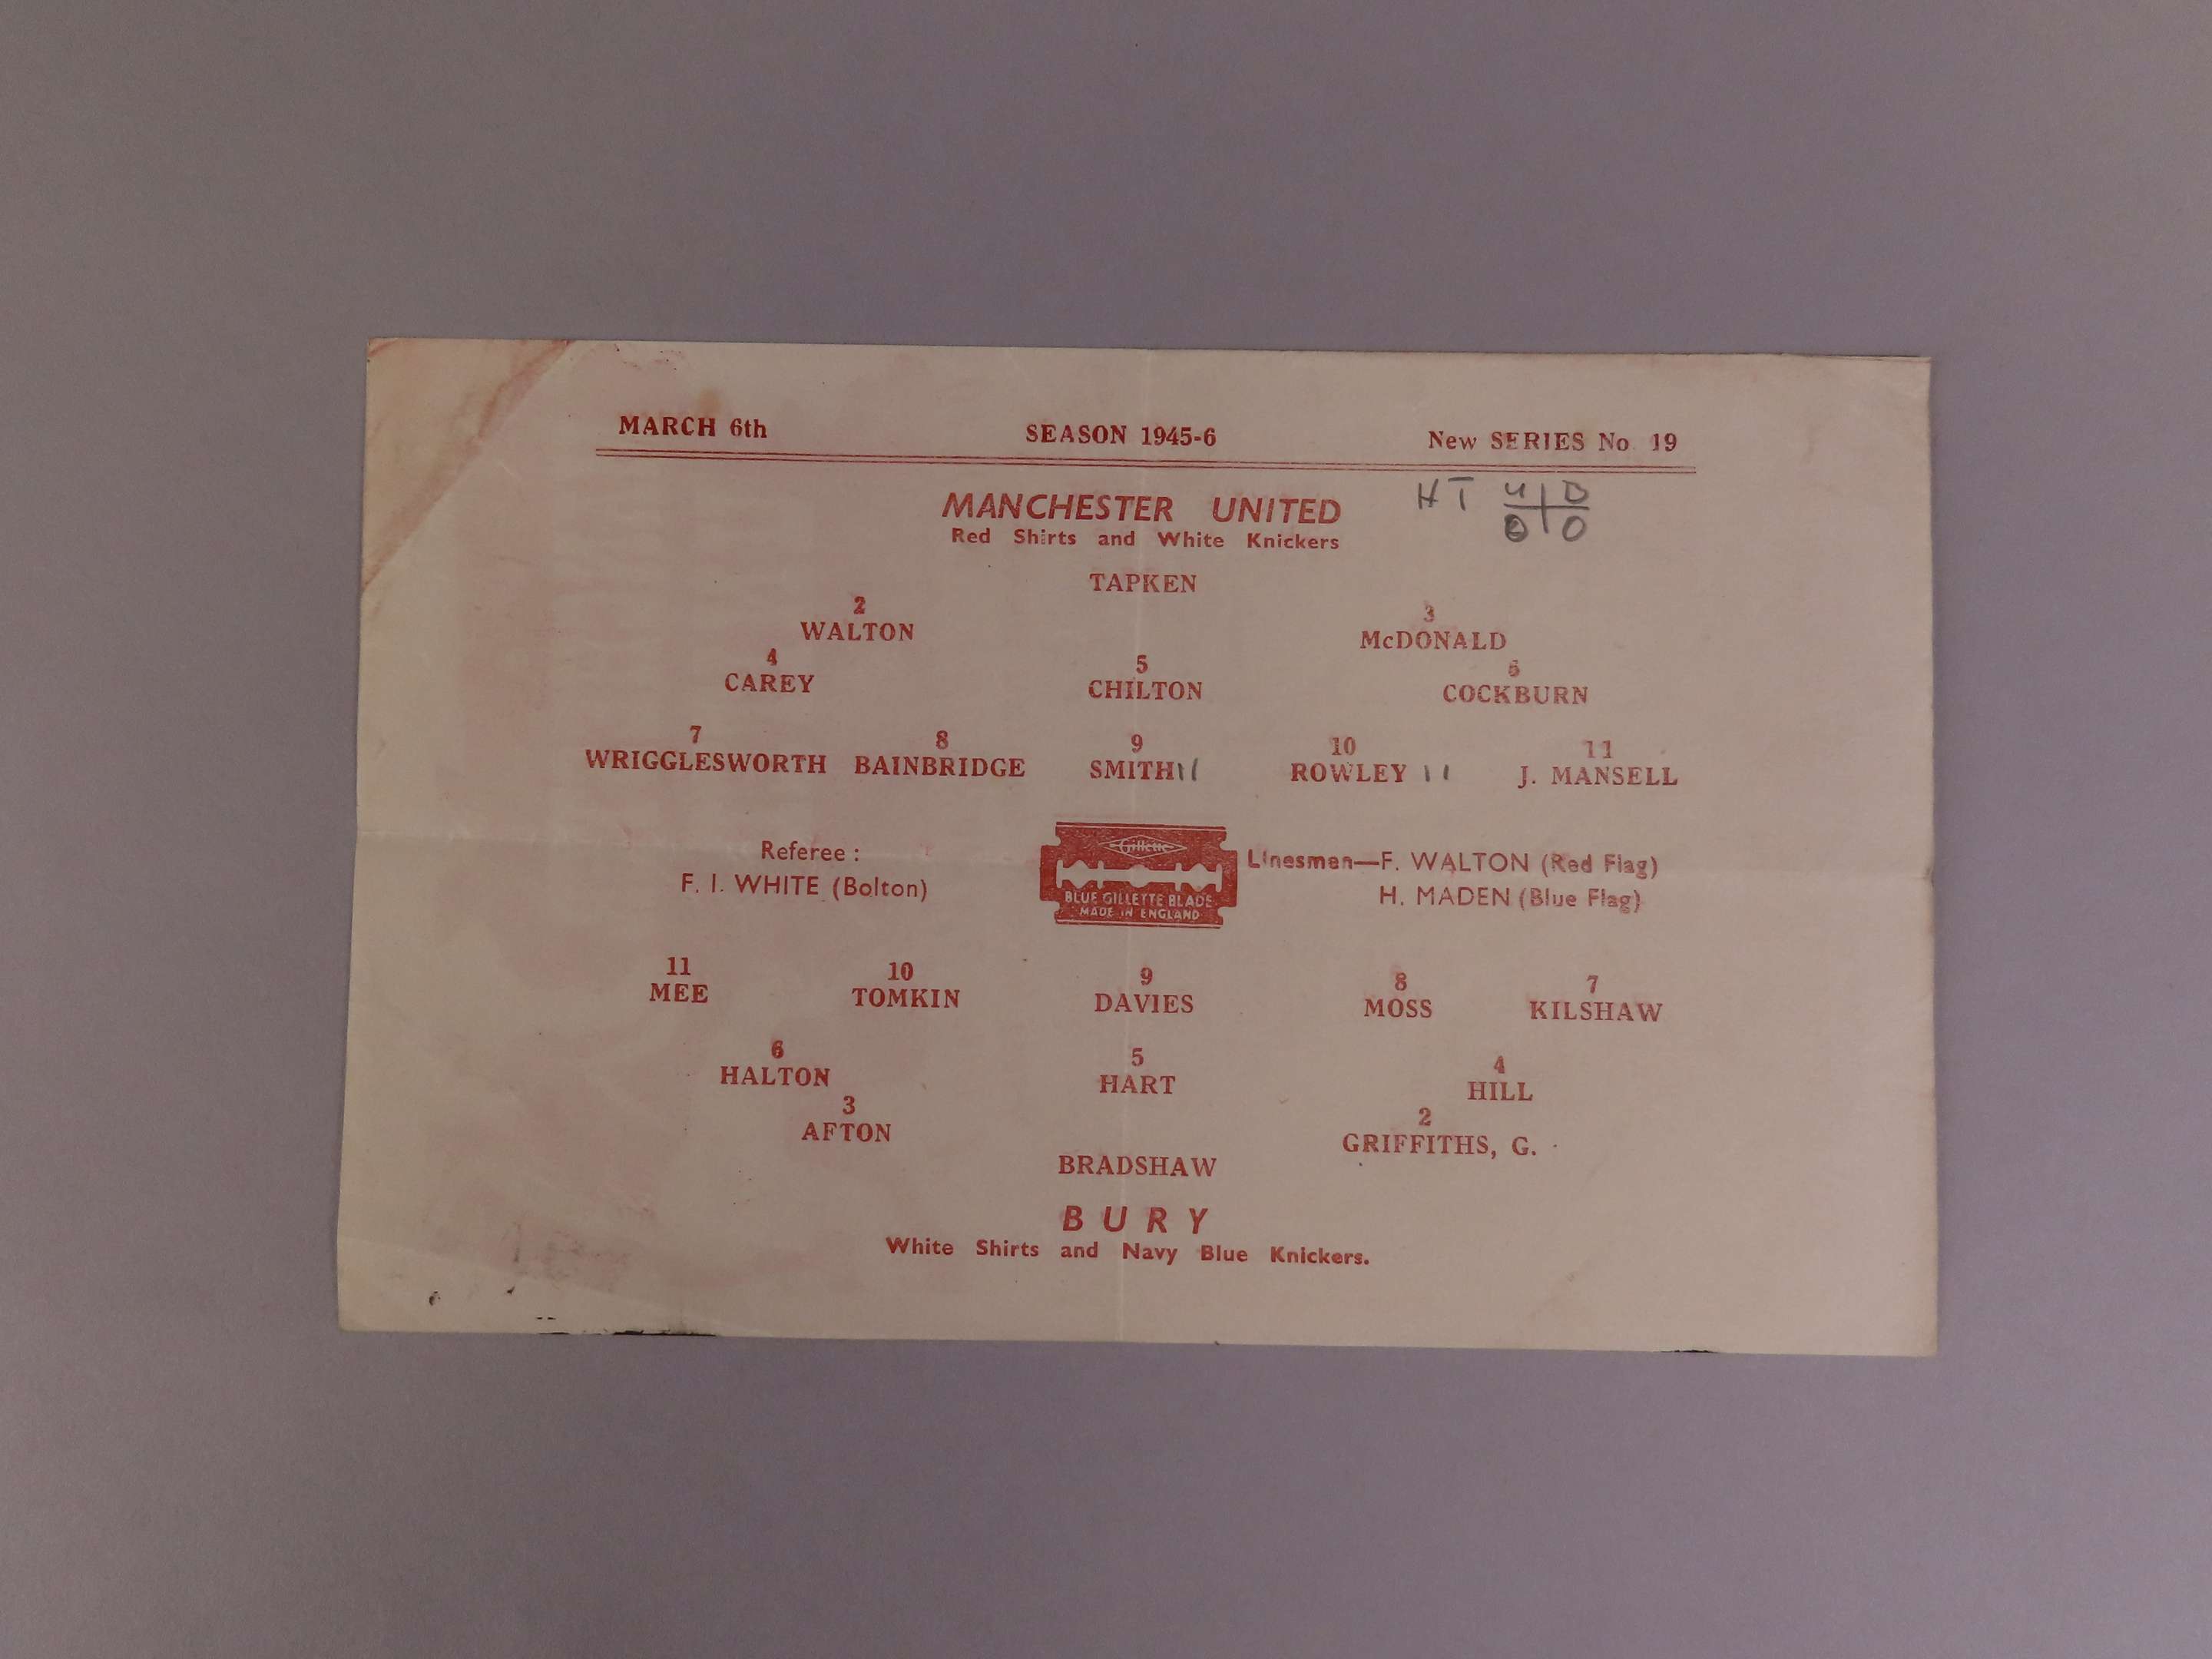 MARCH 6th SEASON 1945-6 New SERIES No. 19
MANCHESTER UNITED
HT U B
Red Shirts and White Knickers
0 0
TAPKEN
2 3
WALTON McDONALD
4 5 6
CAREY CHILTON COCKBURN
7 8 9 10 11
WRIGGLESWORTH BAINBRIDGE SMITH 11 ROWLEY 11 J. MANSELL
Referee : Linesmen—F. WALTON (Red Flag)
F. I. WHITE (Bolton) H. MADEN (Blue Flag)
Gillette
BLUE GILLETTE BLADE
MADE IN ENGLAND
11 10 9 8 7
MEE TOMKIN DAVIES MOSS KILSHAW
6 5 4
HALTON HART HILL
3 2
AFTON GRIFFITHS, G.
BRADSHAW
BURY
White Shirts and Navy Blue Knickers.